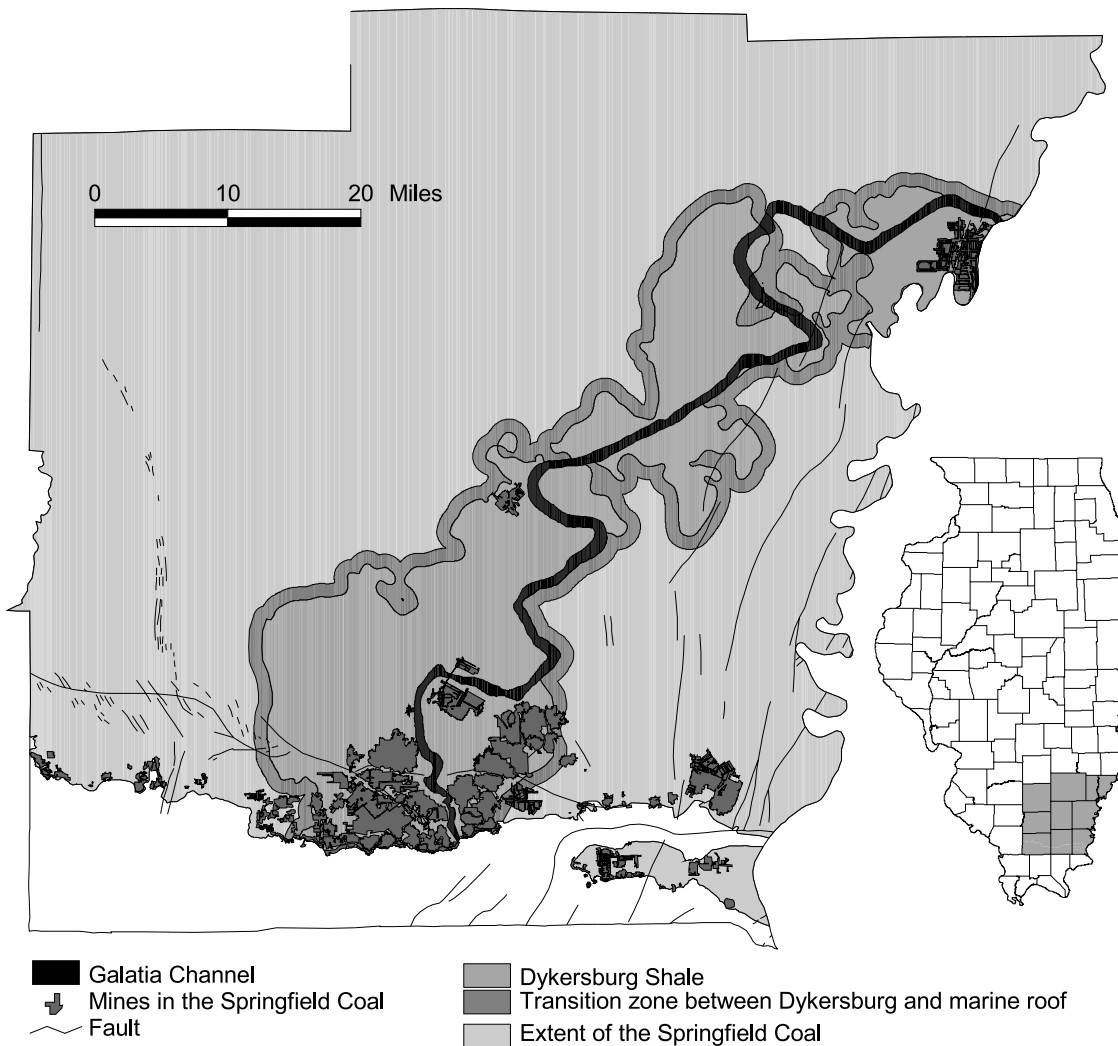 0 10 20 Miles
Galatia Channel
Mines in the Springfield Coal
Fault
Dykersburg Shale
Transition zone between Dykersburg and marine roof
Extent of the Springfield Coal